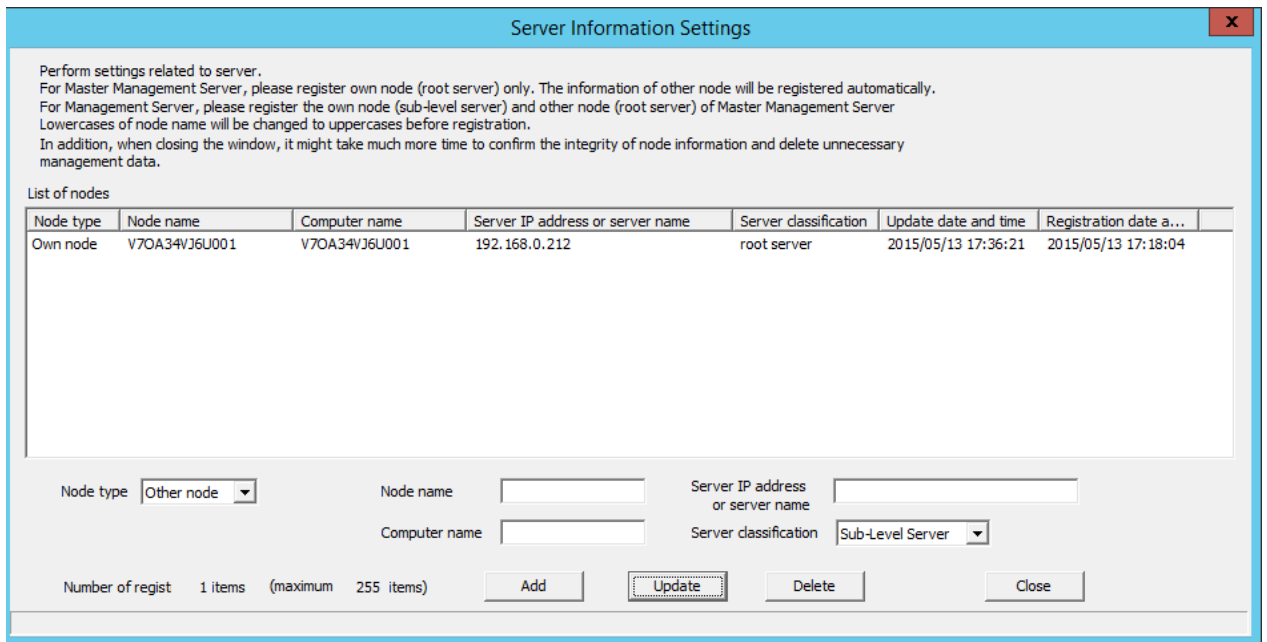 Server Information Settings
x
Perform settings related to server.
For Master Management Server, please register own node (root server) only. The information of other node will be registered automatically.
For Management Server, please register the own node (sub-level server) and other node (root server) of Master Management Server
Lowercases of node name will be changed to uppercases before registration.
In addition, when closing the window, it might take much more time to confirm the integrity of node information and delete unnecessary
management data.
List of nodes
Node type Node name Computer name Server IP address or server name Server classification Update date and time Registration date a...
Own node V7OA34VJ6U001 V7OA34VJ6U001 192.168.0.212 root server 2015/05/13 17:36:21 2015/05/13 17:18:04
Node type Other node Node name Server IP address
or server name
Computer name Server classification Sub-Level Server
Number of regist 1 items (maximum 255 items) Add Update Delete Close